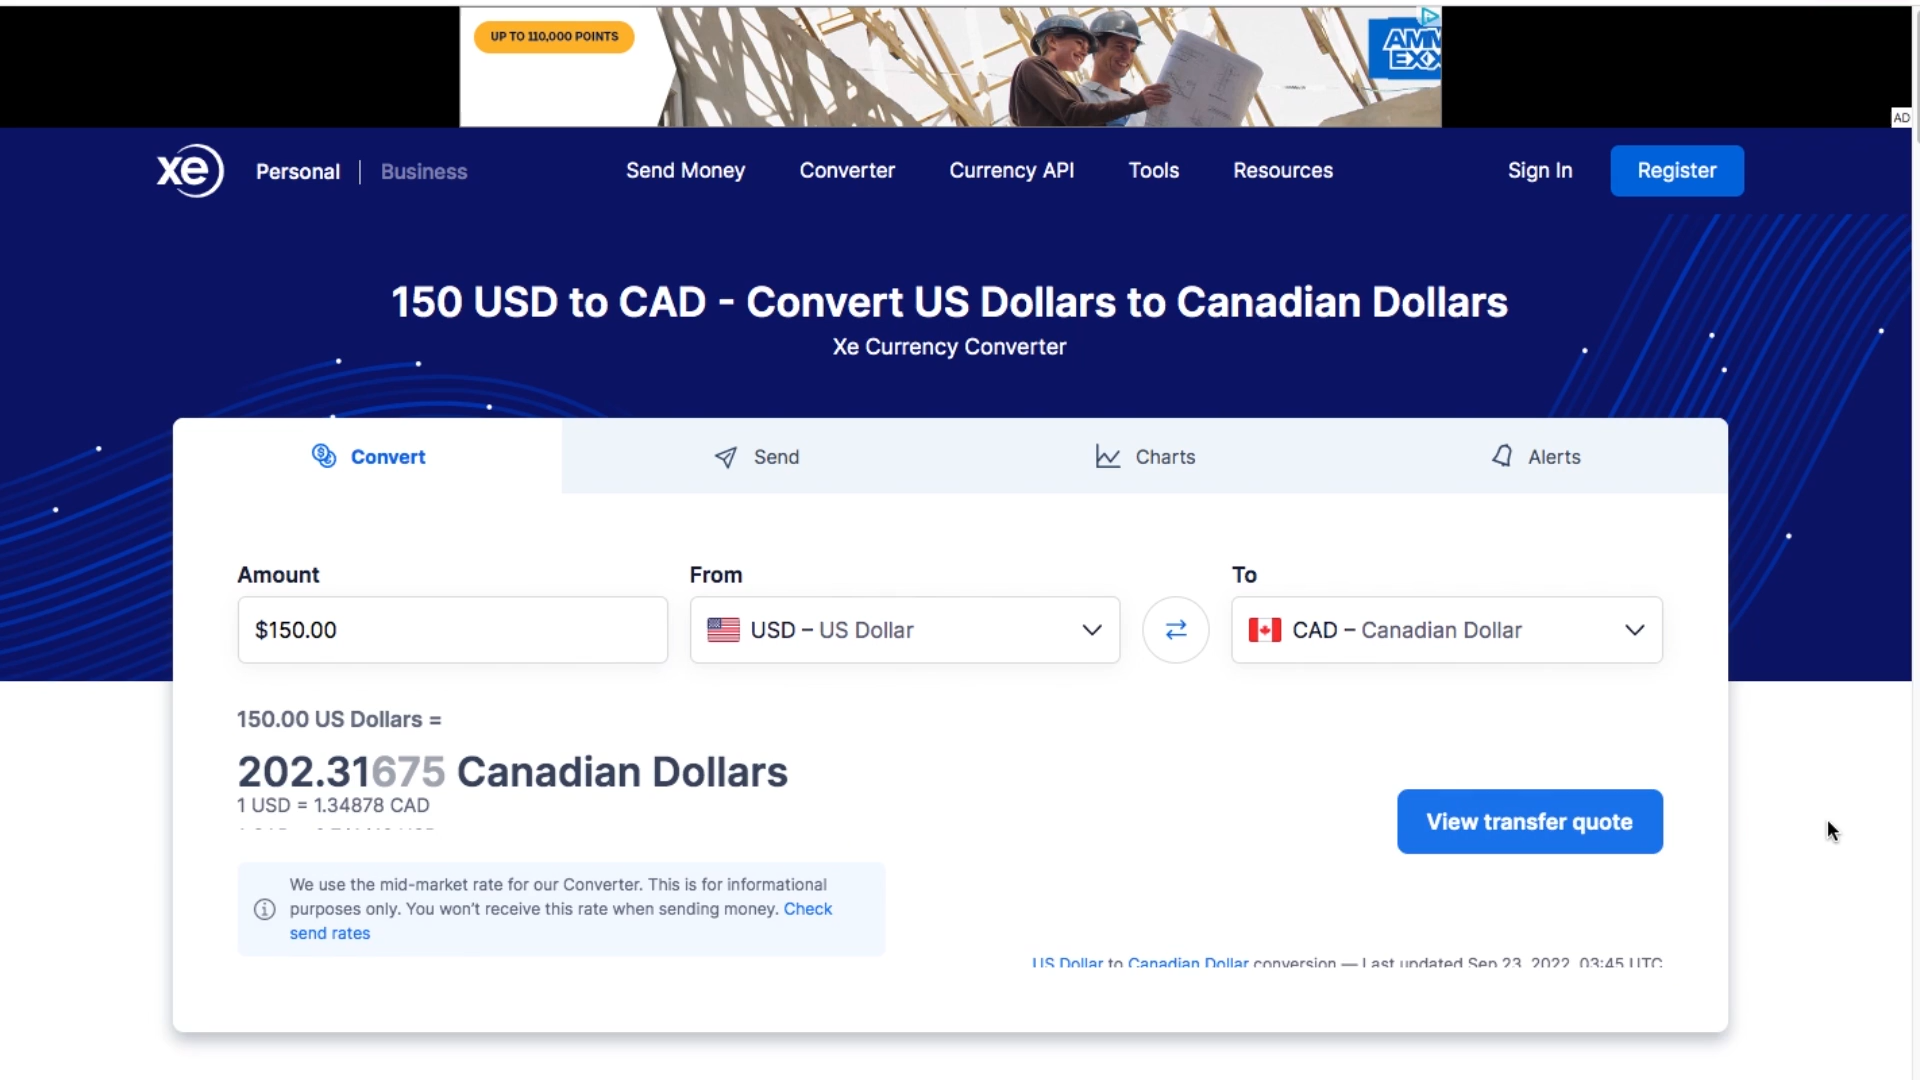 UP TO 110,000 POINTS
AD
xe
Personal
Business
Send Money
Converter
Currency API
Tools
Resources
Sign In
Register
150 USD to CAD - Convert US Dollars to Canadian Dollars
Xe Currency Converter
Convert
Send
Charts
Alerts
Amount
From
To
$150.00
USD – US Dollar
CAD – Canadian Dollar
150.00 US Dollars =
202.31675 Canadian Dollars
1 USD = 1.34878 CAD
View transfer quote
We use the mid-market rate for our Converter. This is for informational
purposes only. You won't receive this rate when sending money. Check
send rates
US Dollar to Canadian Dollar conversion — Last updated Sep 23, 2022, 03:45 UTC